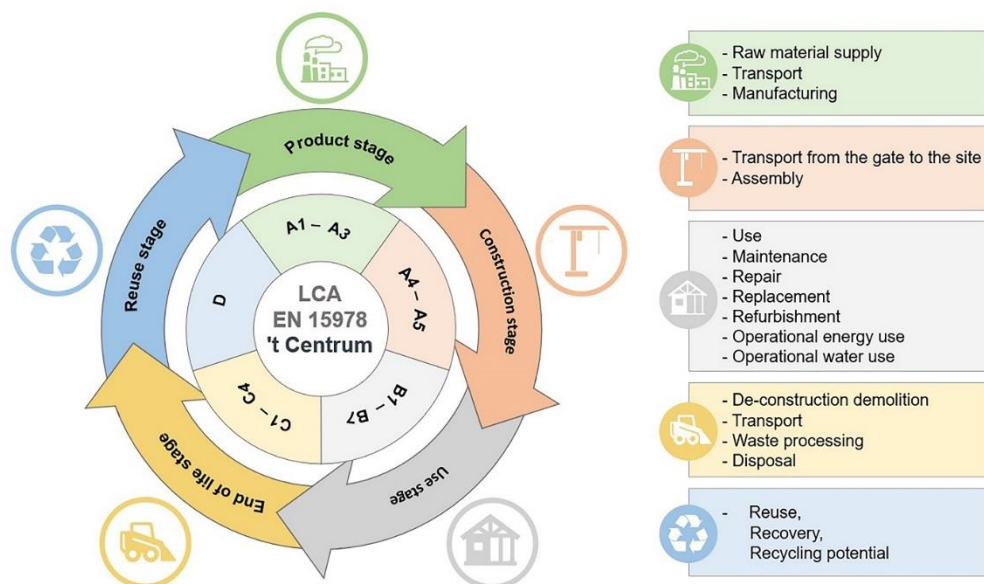 Product stage
Construction stage
Use stage
End of life stage
Reuse stage
A1 – A3
A4 – A5
B1 – B7
C1 – C4
D
LCA
EN 15978
't Centrum
- Raw material supply
- Transport
- Manufacturing
- Transport from the gate to the site
- Assembly
- Use
- Maintenance
- Repair
- Replacement
- Refurbishment
- Operational energy use
- Operational water use
- De-construction demolition
- Transport
- Waste processing
- Disposal
- Reuse,
Recovery,
Recycling potential